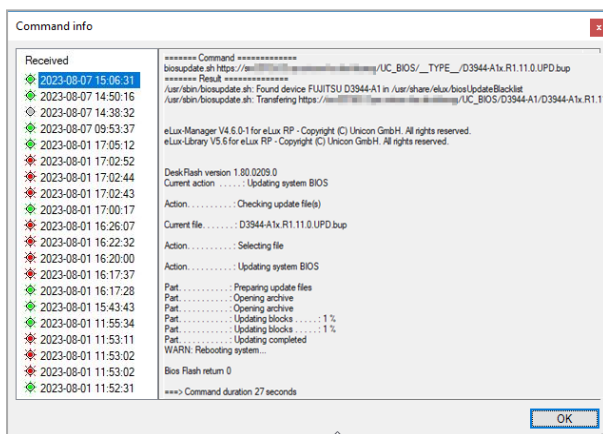 Command info
x
Received
2023-08-07 15:06:31
2023-08-07 14:50:16
2023-08-07 14:38:32
2023-08-07 09:53:37
2023-08-01 17:05:12
2023-08-01 17:02:52
2023-08-01 17:02:44
2023-08-01 17:02:43
2023-08-01 17:00:17
2023-08-01 16:26:07
2023-08-01 16:22:32
2023-08-01 16:20:00
2023-08-01 16:17:37
2023-08-01 16:17:28
2023-08-01 15:43:43
2023-08-01 11:55:34
2023-08-01 11:53:11
2023-08-01 11:53:02
2023-08-01 11:53:02
2023-08-01 11:52:31
======= Command =============
biosupdate.sh https:// /UC_BIOS/__TYPE__/D3944-A1x.R1.11.0.UPD.bup
======= Result ==============
/usr/sbin/biosupdate.sh: Found device FUJITSU D3944-A1 in /usr/share/elux/biosUpdateBlacklist
/usr/sbin/biosupdate.sh: Transfering https:// /UC_BIOS/D3944-A1/D3944-A1x.R1.1
eLux-Manager V4.6.0-1 for eLux RP - Copyright (C) Unicon GmbH. All rights reserved.
eLux-Library V5.6 for eLux RP - Copyright (C) Unicon GmbH. All rights reserved.
DeskFlash version 1.80.0209.0
Current action . . . . . : Updating system BIOS
Action. . . . . . . . . . : Checking update file(s)
Current file. . . . . . . : D3944-A1x.R1.11.0.UPD.bup
Action. . . . . . . . . . : Selecting file
Action. . . . . . . . . . : Updating system BIOS
Part. . . . . . . . . . . : Preparing update files
Part. . . . . . . . . . . : Opening archive
Part. . . . . . . . . . . : Opening archive
Part. . . . . . . . . . . : Updating blocks . . . . . : 1 %
Part. . . . . . . . . . . : Updating blocks . . . . . : 1 %
Part. . . . . . . . . . . : Updating completed
WARN: Rebooting system...
Bios Flash return 0
===> Command duration 27 seconds
OK